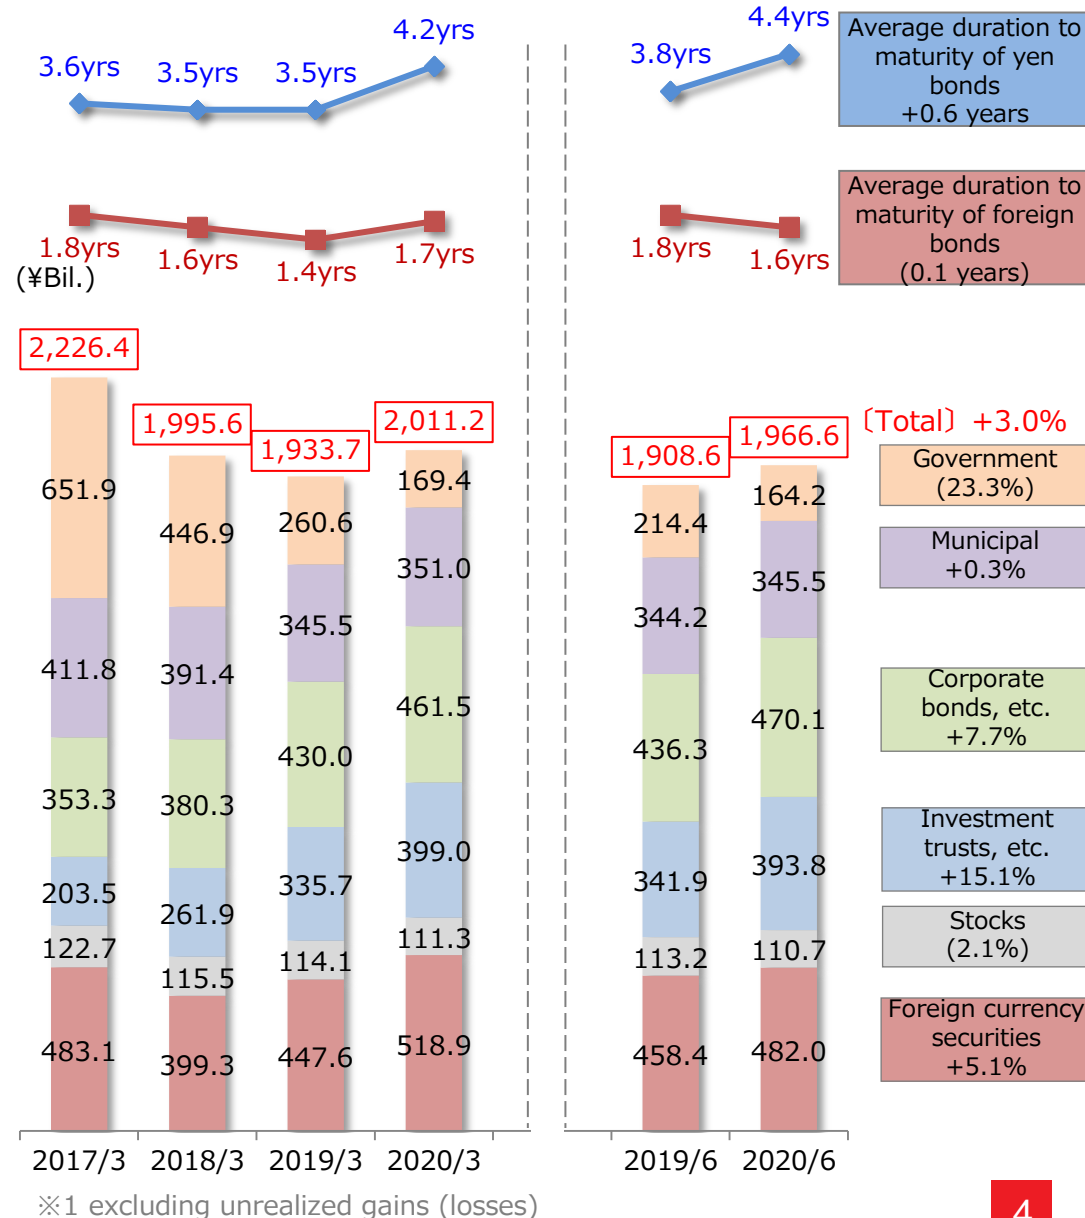 3.6yrs 3.5yrs 3.5yrs 4.2yrs 3.8yrs 4.4yrs
Average duration to
maturity of yen
bonds
+0.6 years
1.8yrs 1.6yrs 1.4yrs 1.7yrs 1.8yrs 1.6yrs
Average duration to
maturity of foreign
bonds
(0.1 years)
(¥Bil.)
2,226.4 1,995.6 1,933.7 2,011.2 1,908.6 1,966.6
〔Total〕 +3.0%
651.9 446.9 260.6 169.4 214.4 164.2
Government
(23.3%)
411.8 391.4 345.5 351.0 344.2 345.5
Municipal
+0.3%
353.3 380.3 430.0 461.5 436.3 470.1
Corporate
bonds, etc.
+7.7%
203.5 261.9 335.7 399.0 341.9 393.8
Investment
trusts, etc.
+15.1%
122.7 115.5 114.1 111.3 113.2 110.7
Stocks
(2.1%)
483.1 399.3 447.6 518.9 458.4 482.0
Foreign currency
securities
+5.1%
2017/3 2018/3 2019/3 2020/3 2019/6 2020/6
※1 excluding unrealized gains (losses)
4